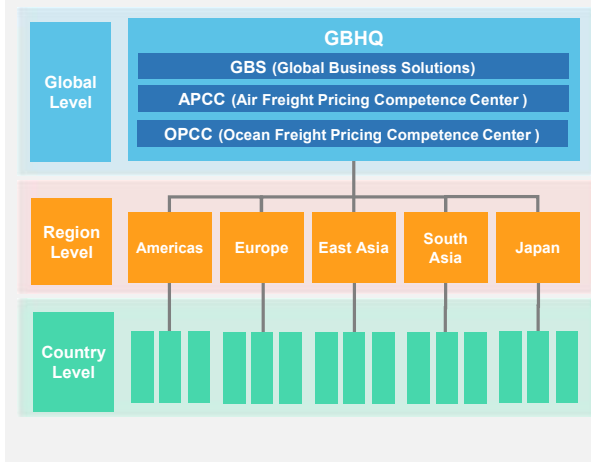 Global
Level
GBHQ
GBS (Global Business Solutions)
APCC (Air Freight Pricing Competence Center )
OPCC (Ocean Freight Pricing Competence Center )
Region
Level
Americas
Europe
East Asia
South
Asia
Japan
Country
Level